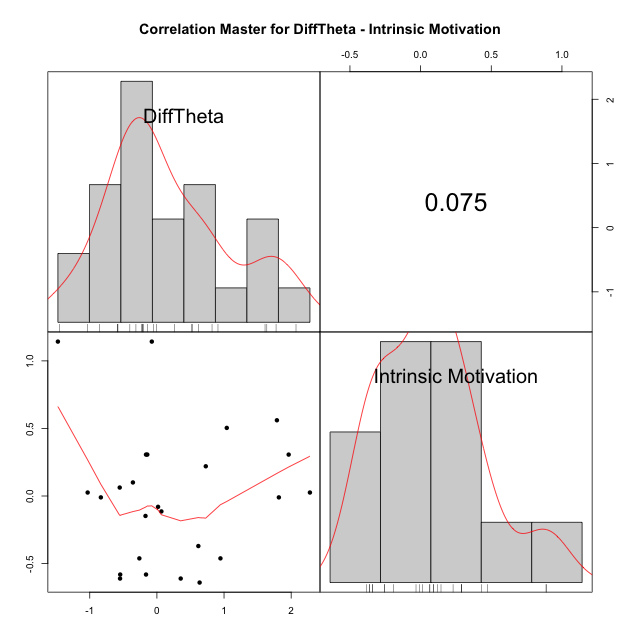 Correlation Master for DiffTheta - Intrinsic Motivation
-0.5 0.0 0.5 1.0
DiffTheta
0.075
2
1
0
-1
Intrinsic Motivation
1.0
0.5
0.0
-0.5
-1 0 1 2